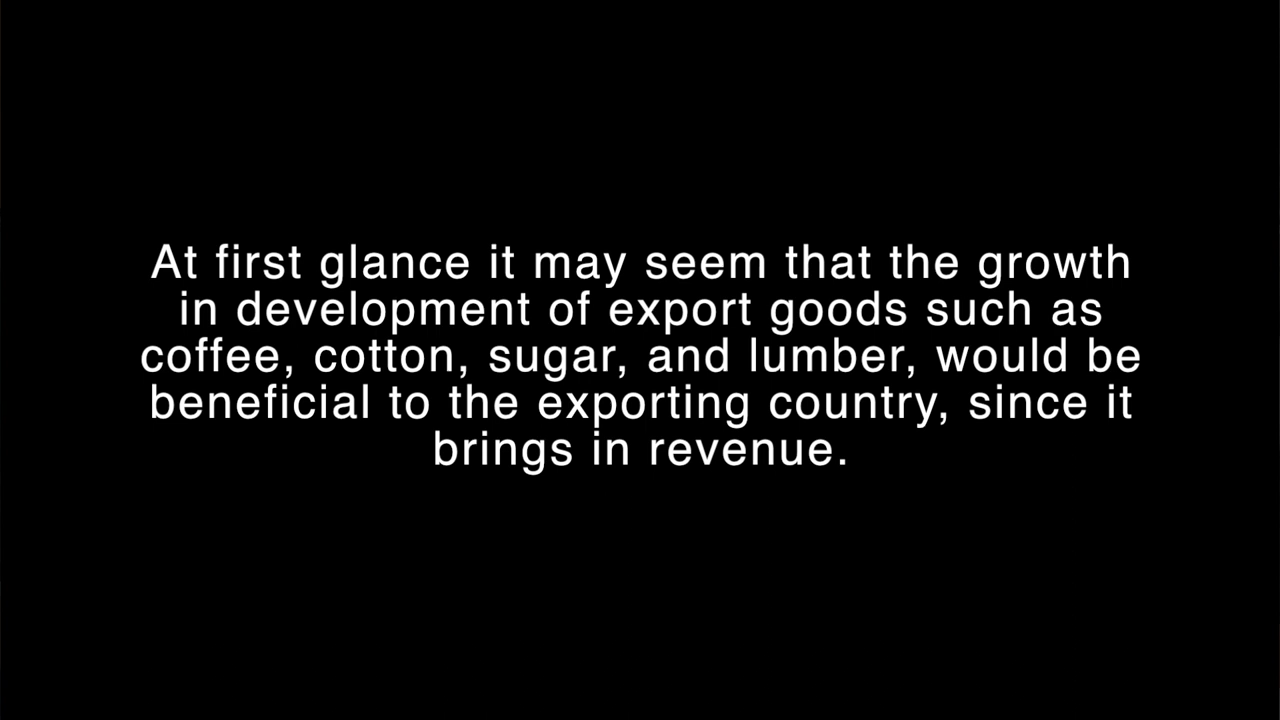 At first glance it may seem that the growth
in development of export goods such as
coffee, cotton, sugar, and lumber, would be
beneficial to the exporting country, since it
brings in revenue.